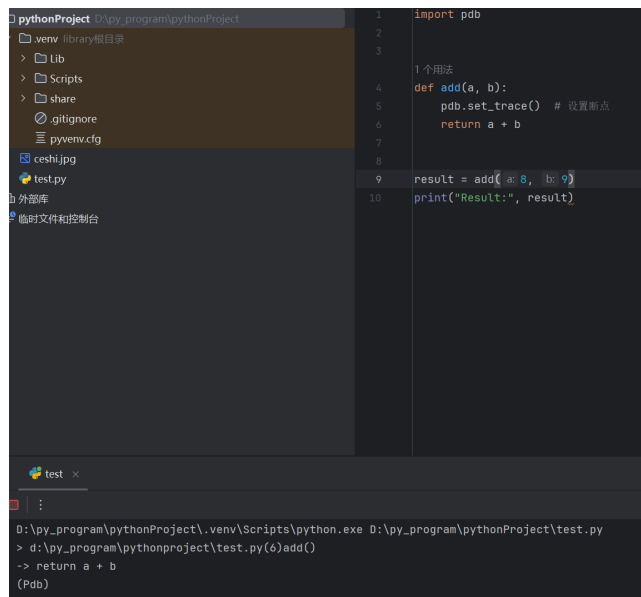 pythonProject D:\py_program\pythonProject
.venv library根目录
Lib
Scripts
share
.gitignore
pyvenv.cfg
ceshi.jpg
test.py
外部库
临时文件和控制台
1 import pdb
2
3
1 个用法
4 def add(a, b):
5 pdb.set_trace() # 设置断点
6 return a + b
7
8
9 result = add( a: 8, b: 9)
10 print("Result:", result)
test ×
D:\py_program\pythonProject\.venv\Scripts\python.exe D:\py_program\pythonProject\test.py
> d:\py_program\pythonproject\test.py(6)add()
-> return a + b
(Pdb)